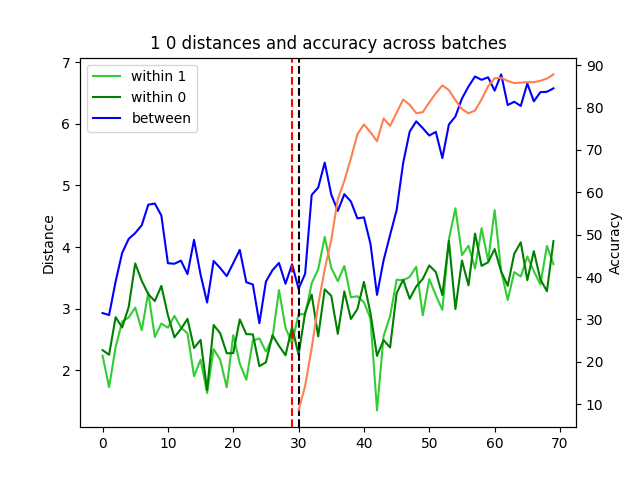 1 0 distances and accuracy across batches
within 1
within 0
between
Distance
7
6
5
4
3
2
Accuracy
90
80
70
60
50
40
30
20
10
0 10 20 30 40 50 60 70